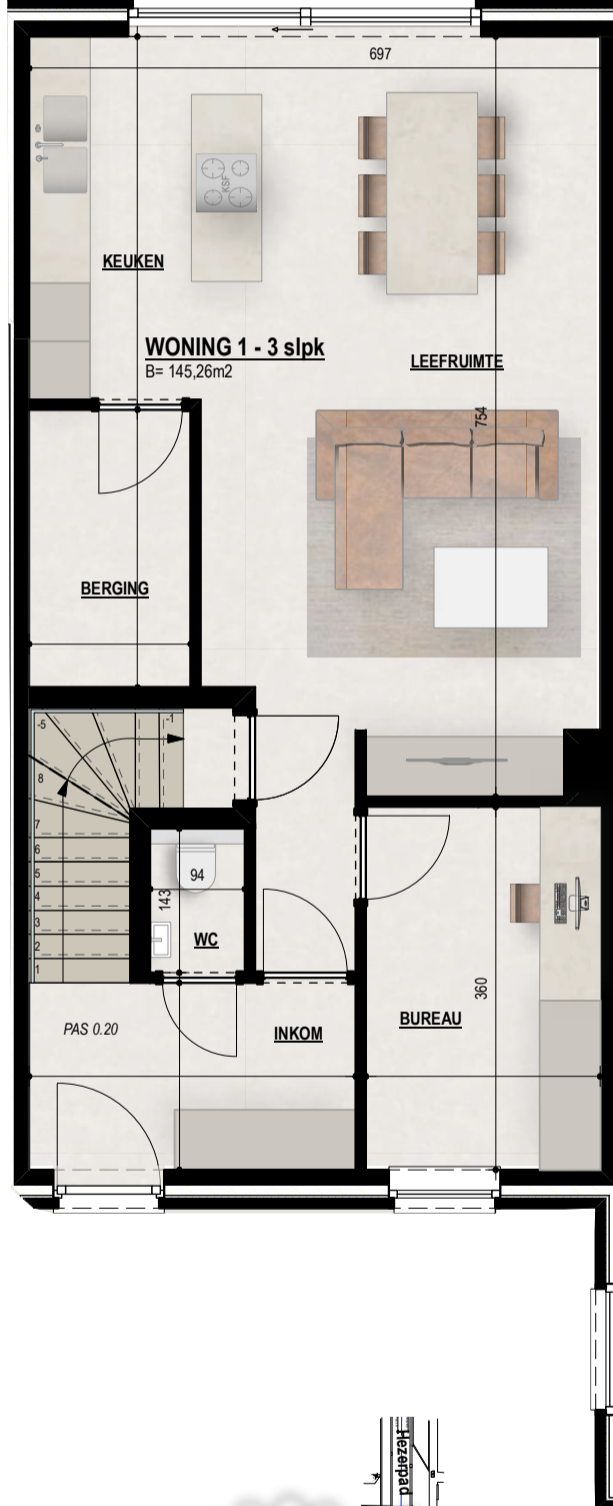 697
KSF
KEUKEN
WONING 1 - 3 slpk
B= 145,26m2
LEEFRUIMTE
754
BERGING
-5
-1
8
7
6
5
4
3
2
1
94
143
WC
360
BUREAU
PAS 0.20
INKOM
Hezerpad